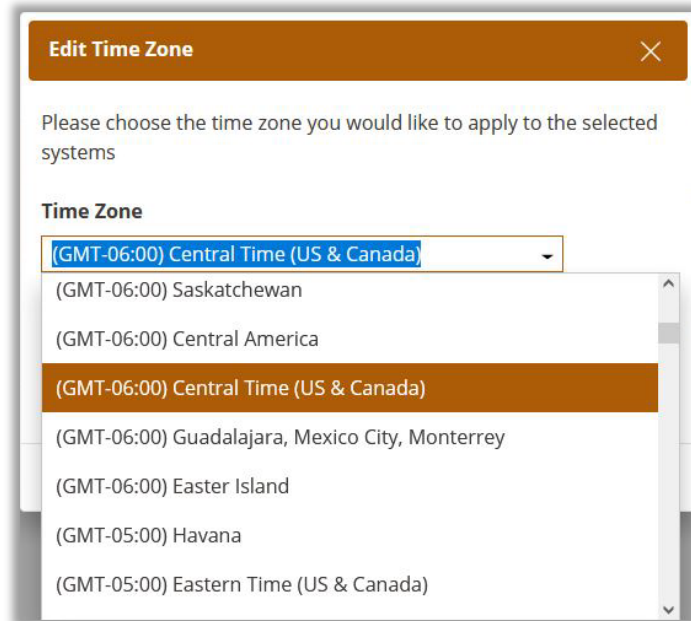 Edit Time Zone
Please choose the time zone you would like to apply to the selected
systems
Time Zone
(GMT-06:00) Central Time (US & Canada)
(GMT-06:00) Saskatchewan
(GMT-06:00) Central America
(GMT-06:00) Central Time (US & Canada)
(GMT-06:00) Guadalajara, Mexico City, Monterrey
(GMT-06:00) Easter Island
(GMT-05:00) Havana
(GMT-05:00) Eastern Time (US & Canada)